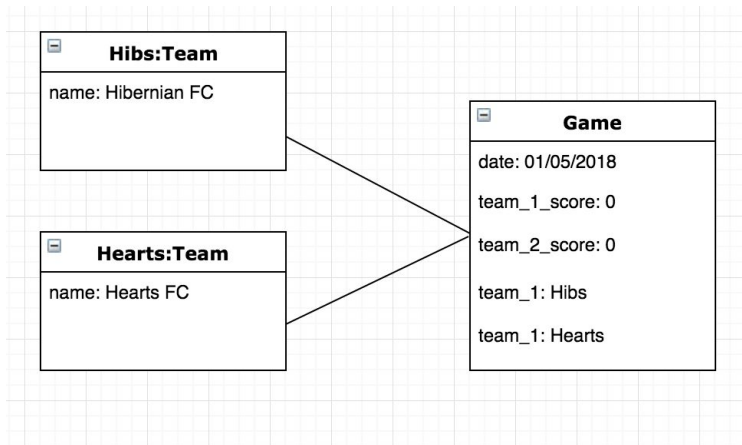 Hibs:Team
name: Hibernian FC
Hearts:Team
name: Hearts FC
Game
date: 01/05/2018
team_1_score: 0
team_2_score: 0
team_1: Hibs
team_1: Hearts